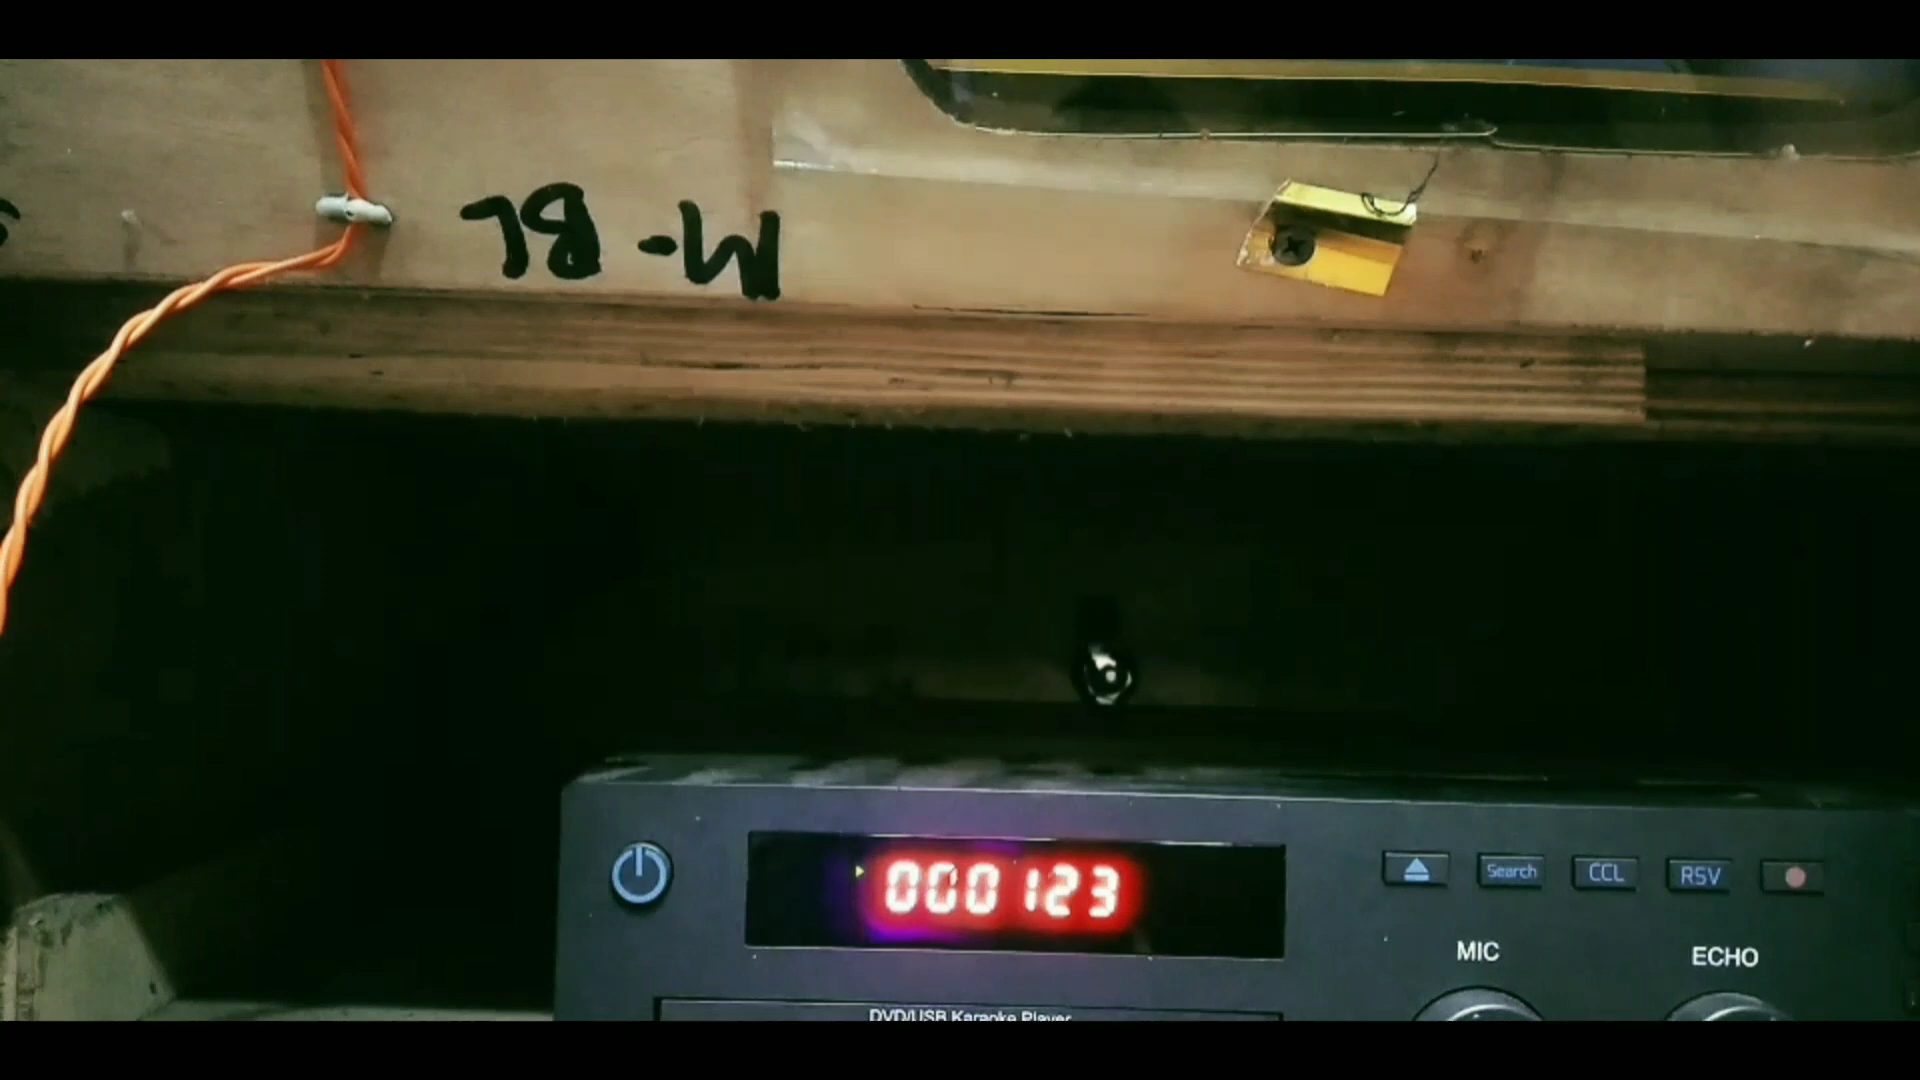 M-BL
000123
Search CCL RSV
MIC ECHO
DVD/USB Karaoke Player